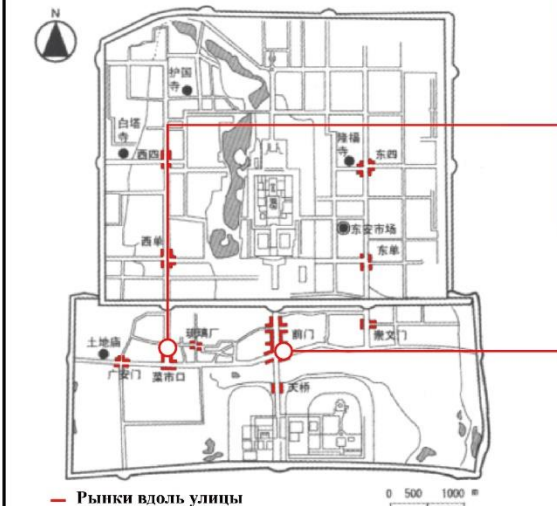 N
护国
寺
白塔
寺
西四
隆福
寺
东四
东安市场
西单
东单
土地庙
琉璃厂
前门
崇文门
广安门
菜市口
天桥
Рынки вдоль улицы
0 500 1000 m